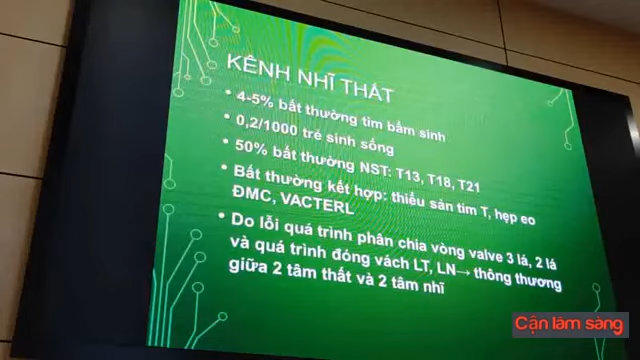 KÊNH NHĨ THẤT
• 4-5% bất thường tim bẩm sinh
• 0,2/1000 trẻ sinh sống
• 50% bất thường NST: T13, T18, T21
• Bất thường kết hợp: thiểu sản tim T, hẹp eo
ĐMC, VACTERL
• Do lỗi quá trình phân chia vòng valve 3 lá, 2 lá
và quá trình đóng vách LT, LN→ thông thương
giữa 2 tâm thất và 2 tâm nhĩ
Cận lâm sàng